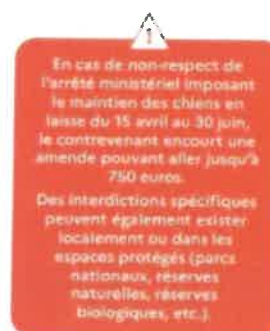 En cas de non-respect de
l'arrêté ministériel imposant
le maintien des chiens en
laisse du 15 avril au 30 juin,
le contrevenant encourt une
amende pouvant aller jusqu'à
750 euros.
Des interdictions spécifiques
peuvent également exister
localement ou dans les
espaces protégés (parcs
nationaux, réserves
naturelles, réserves
biologiques, etc.).